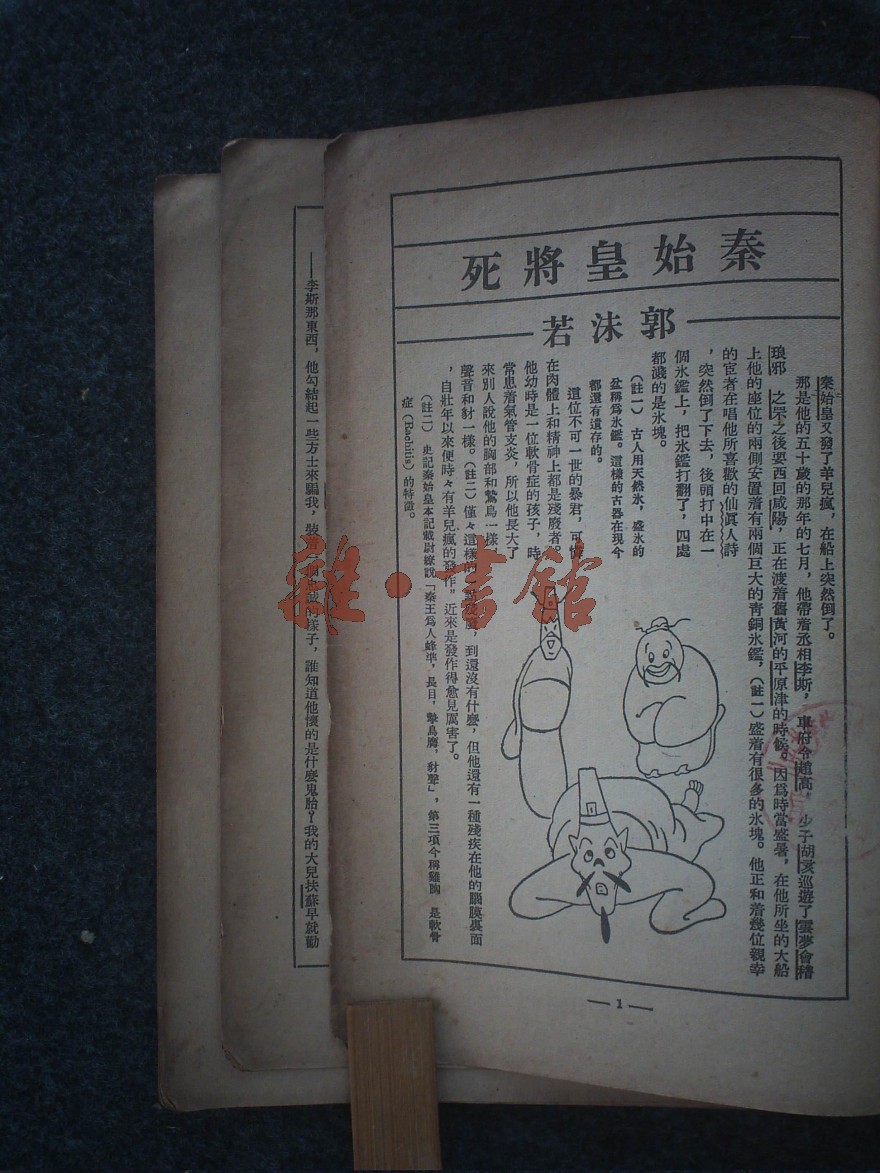 秦始皇將死
郭沫若
秦始皇又發了羊兒瘋，在船上突然倒了。
那是他的五十歲的那年的七月，他帶着丞相李斯，車府令趙高，少子胡亥巡遊了雲夢會稽
琅邪 之罘之後要西回咸陽，正在渡着舊黃河的平原津的時候。因爲時當盛暑，在他所坐的大船
上他的座位的兩側安置着有兩個巨大的青銅氷鑑，（註一）盛着有很多的氷塊。他正和着幾位親幸
的宦者在唱他所喜歡的仙眞人詩
，突然倒了下去，後頭打中在一
個氷鑑上，把氷鑑打翻了，四處
都濺的是氷塊。
（註一）古人用天然氷，盛氷的
盆稱爲氷鑑。這樣的古器在現今
都還有遺存的。
這位不可一世的暴君，可惜
在肉體上和精神上都是殘廢者。
他幼時是一位軟骨症的孩子，時
常患着氣管支炎，所以他長大了
來別人說他的胸部和鷙鳥一樣，
聲音和豺一樣。（註二）僅々這樣的 到還沒有什麽，但他還有一種殘疾在他的腦膜裏面
，自壯年以來便時々有羊兒瘋的發作，近來是發作得愈見厲害了。
（註二）史記秦始皇本記載尉繚說「秦王爲人蜂準，長目，摯鳥膺，豺聲」，第三項今稱雞胸 是軟骨
症(Rachitis)的特徵。
—1—
——李斯那東西，他勾結起一些方士來騙我，裝着一個忠誠的樣子，誰知道他懷的是什麽鬼胎？我的大兒扶蘇早就勸
雜·書館